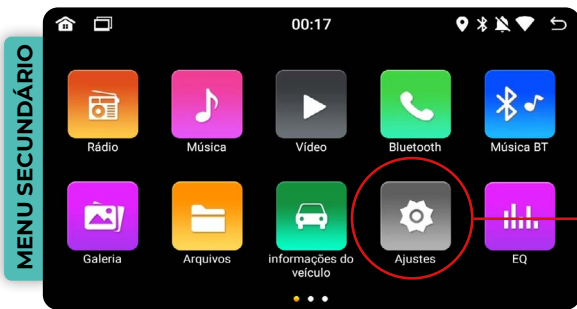 MENU SECUNDÁRIO
00:17
Rádio
Música
Vídeo
Bluetooth
Música BT
Galeria
Arquivos
informações do
veículo
Ajustes
EQ